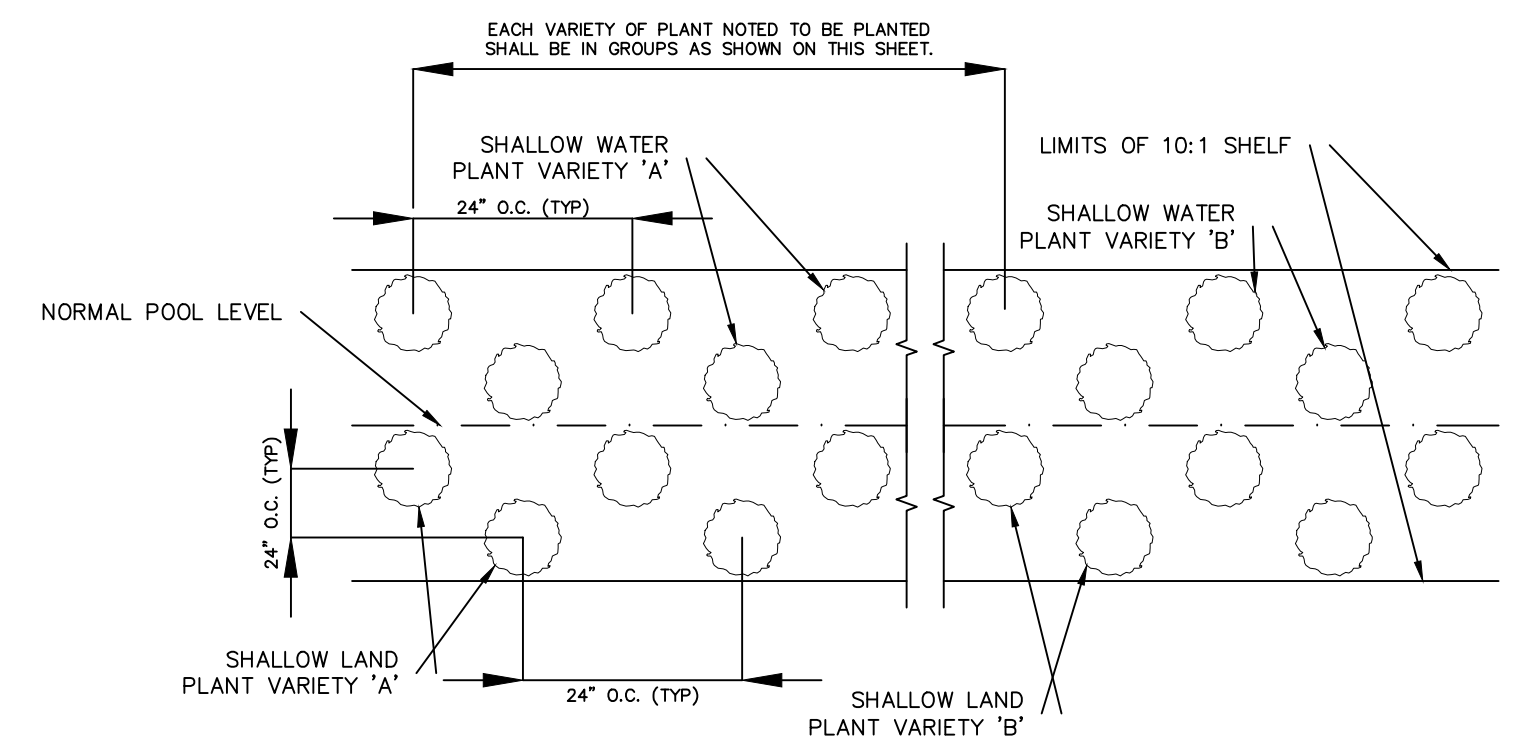 EACH VARIETY OF PLANT NOTED TO BE PLANTED
SHALL BE IN GROUPS AS SHOWN ON THIS SHEET.
SHALLOW WATER
PLANT VARIETY 'A'
24" O.C. (TYP)
LIMITS OF 10:1 SHELF
SHALLOW WATER
PLANT VARIETY 'B'
NORMAL POOL LEVEL
24" O.C. (TYP)
SHALLOW LAND
PLANT VARIETY 'A'
24" O.C. (TYP)
SHALLOW LAND
PLANT VARIETY 'B'